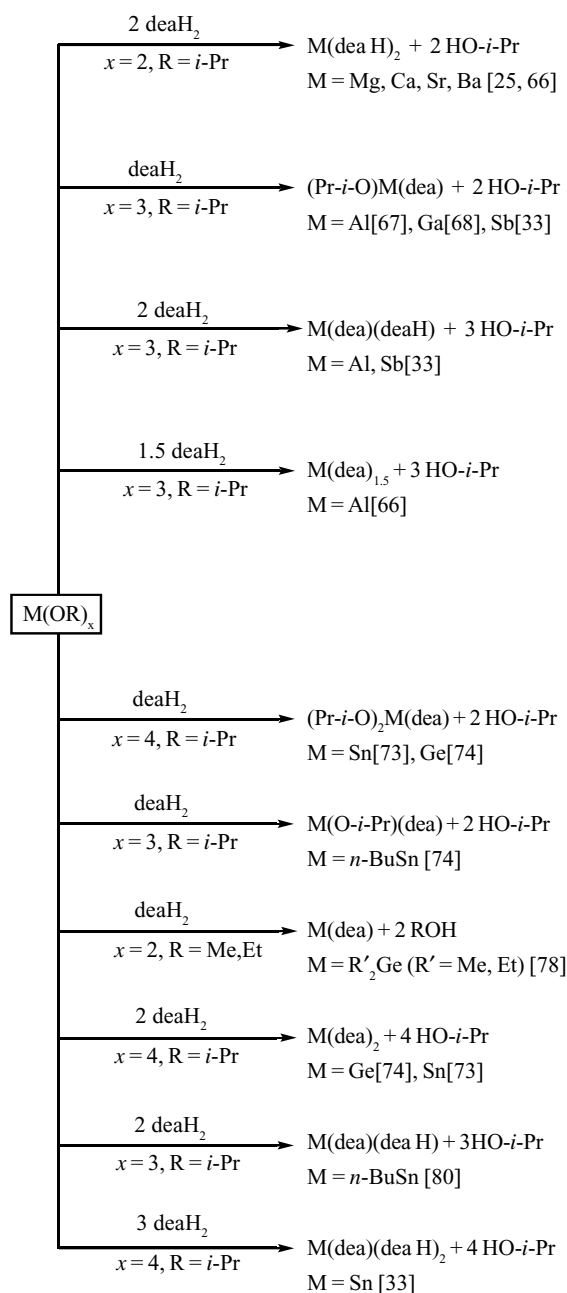 2 deaH₂
x = 2, R = i-Pr
M(dea H)₂ + 2 HO-i-Pr
M = Mg, Ca, Sr, Ba [25, 66]
deaH₂
x = 3, R = i-Pr
(Pr-i-O)M(dea) + 2 HO-i-Pr
M = Al[67], Ga[68], Sb[33]
2 deaH₂
x = 3, R = i-Pr
M(dea)(deaH) + 3 HO-i-Pr
M = Al, Sb[33]
1.5 deaH₂
x = 3, R = i-Pr
M(dea)₁.₅ + 3 HO-i-Pr
M = Al[66]
M(OR)ₓ
deaH₂
x = 4, R = i-Pr
(Pr-i-O)₂M(dea) + 2 HO-i-Pr
M = Sn[73], Ge[74]
deaH₂
x = 3, R = i-Pr
M(O-i-Pr)(dea) + 2 HO-i-Pr
M = n-BuSn [74]
deaH₂
x = 2, R = Me,Et
M(dea) + 2 ROH
M = R′₂Ge (R′ = Me, Et) [78]
2 deaH₂
x = 4, R = i-Pr
M(dea)₂ + 4 HO-i-Pr
M = Ge[74], Sn[73]
2 deaH₂
x = 3, R = i-Pr
M(dea)(dea H) + 3HO-i-Pr
M = n-BuSn [80]
3 deaH₂
x = 4, R = i-Pr
M(dea)(dea H)₂ + 4 HO-i-Pr
M = Sn [33]